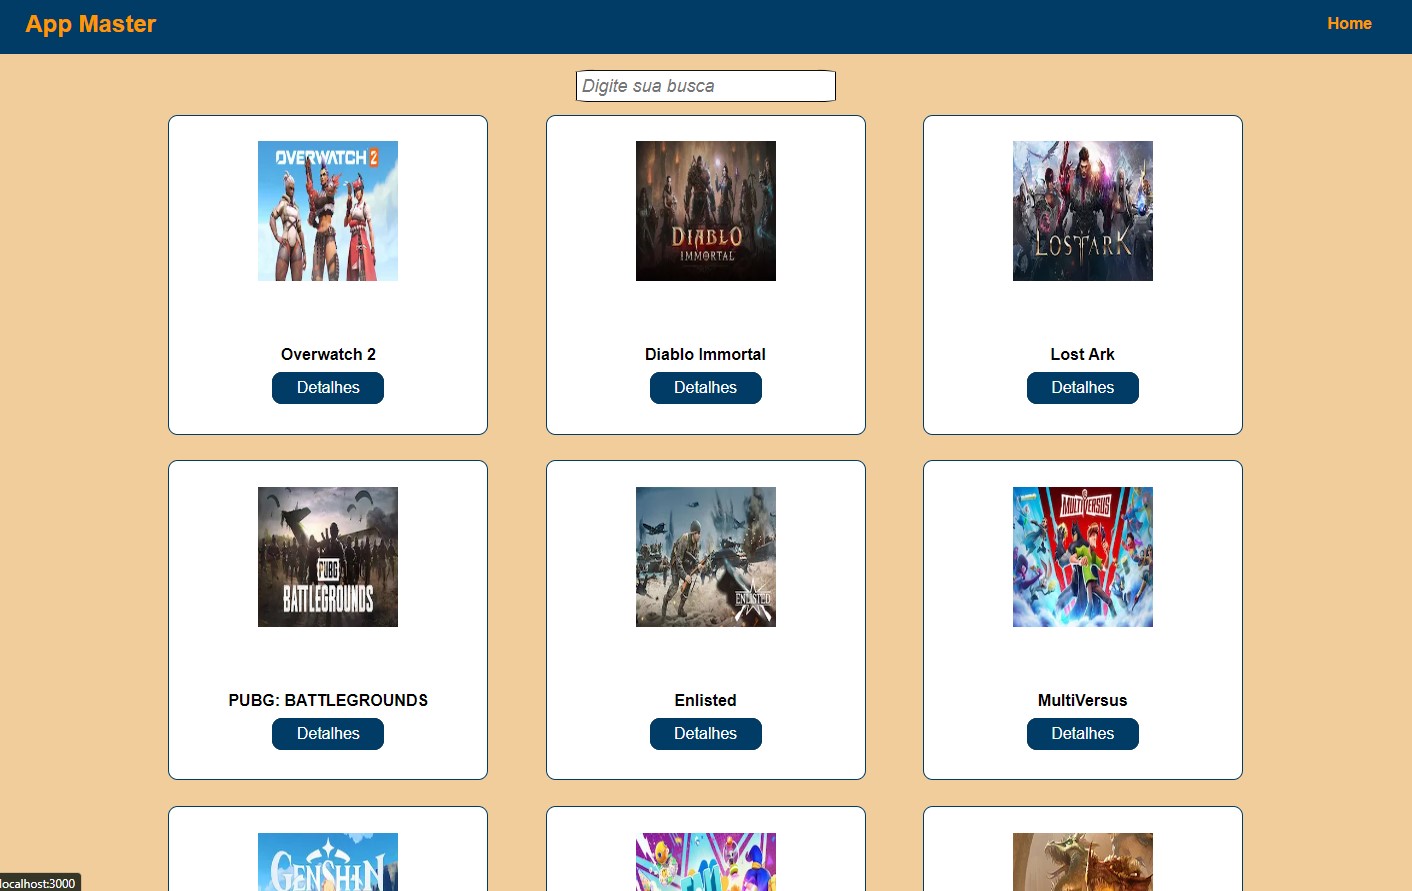 App Master
Home
Digite sua busca
OVERWATCH 2
DIABLO
IMMORTAL
LOST ARK
Overwatch 2
Diablo Immortal
Lost Ark
Detalhes
Detalhes
Detalhes
PUBG
BATTLEGROUNDS
ENLISTED
MULTIVERSUS
PUBG: BATTLEGROUNDS
Enlisted
MultiVersus
Detalhes
Detalhes
Detalhes
GENSHIN
localhost:3000